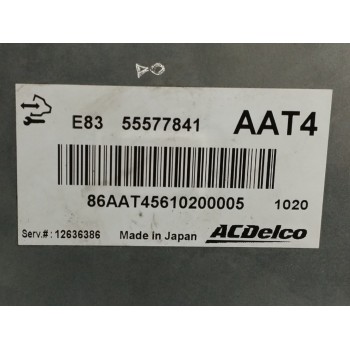 E83 55577841 AAT4
86AAT45610200005 1020
Serv.#: 12636386 Made in Japan ACDelco